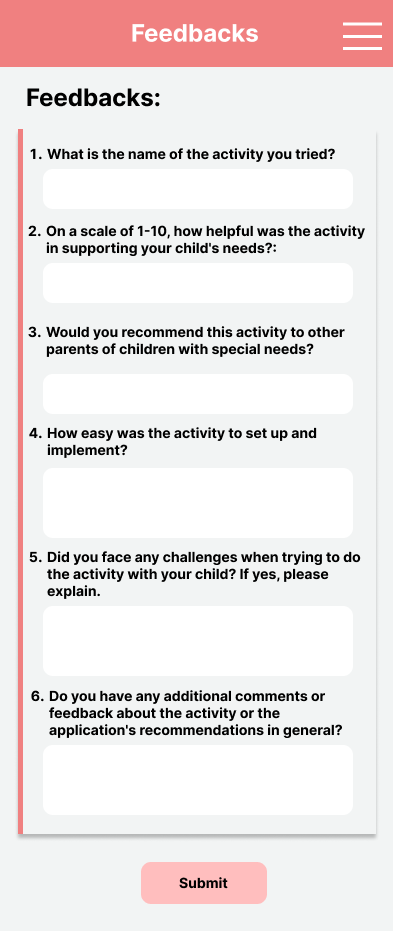 Feedbacks
Feedbacks:
1. What is the name of the activity you tried?
2. On a scale of 1-10, how helpful was the activity
in supporting your child's needs?:
3. Would you recommend this activity to other
parents of children with special needs?
4. How easy was the activity to set up and
implement?
5. Did you face any challenges when trying to do
the activity with your child? If yes, please
explain.
6. Do you have any additional comments or
feedback about the activity or the
application's recommendations in general?
Submit